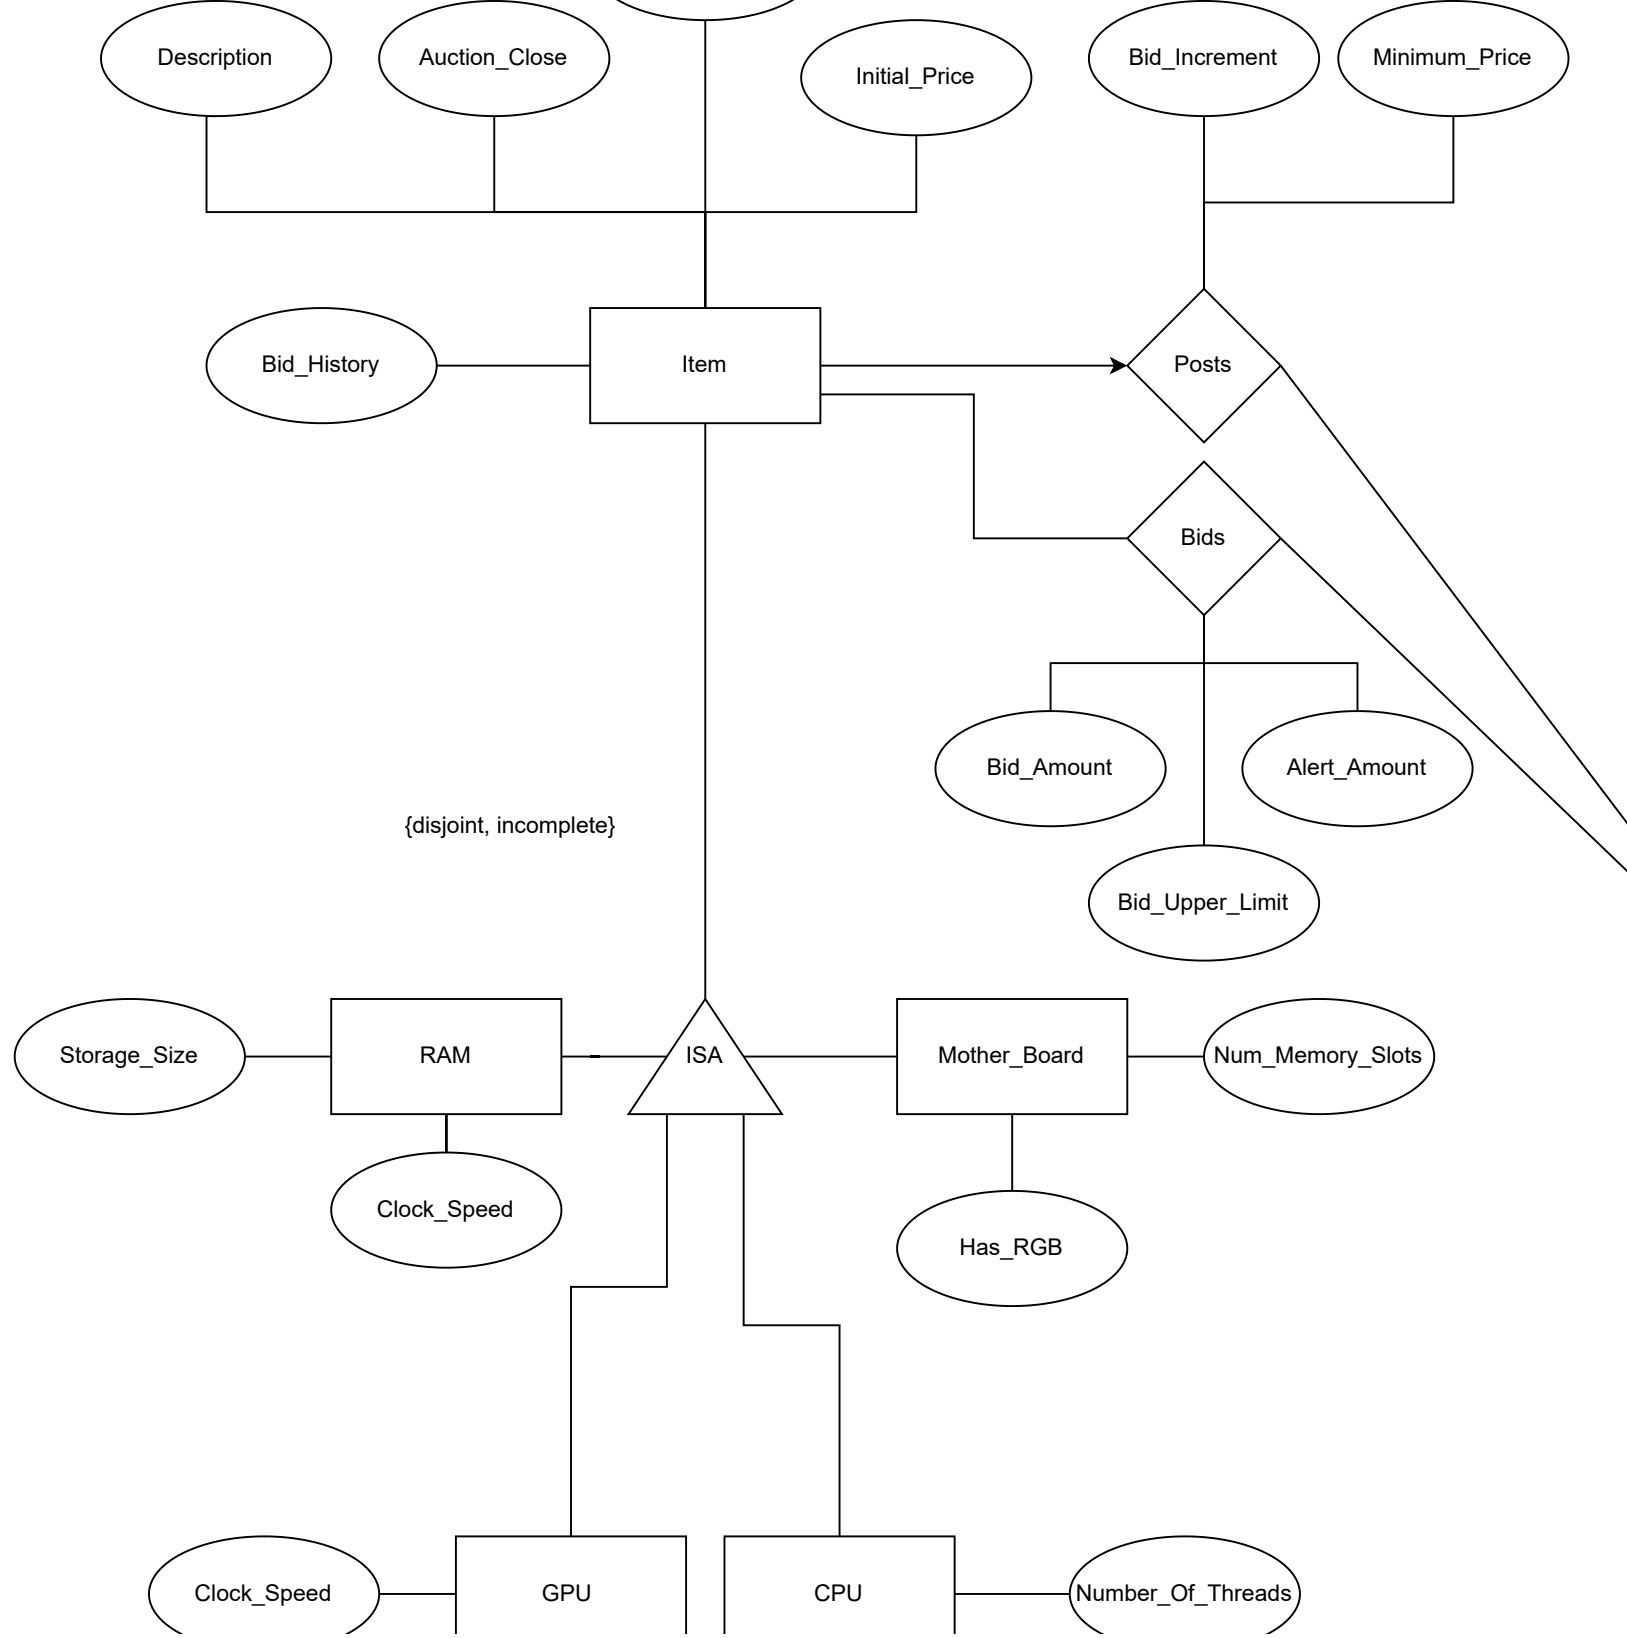 Description
Auction_Close
Initial_Price
Bid_Increment
Minimum_Price
Bid_History
Item
Posts
Bids
Bid_Amount
Alert_Amount
{disjoint, incomplete}
Bid_Upper_Limit
Storage_Size
RAM
ISA
Mother_Board
Num_Memory_Slots
Clock_Speed
Has_RGB
Clock_Speed
GPU
CPU
Number_Of_Threads